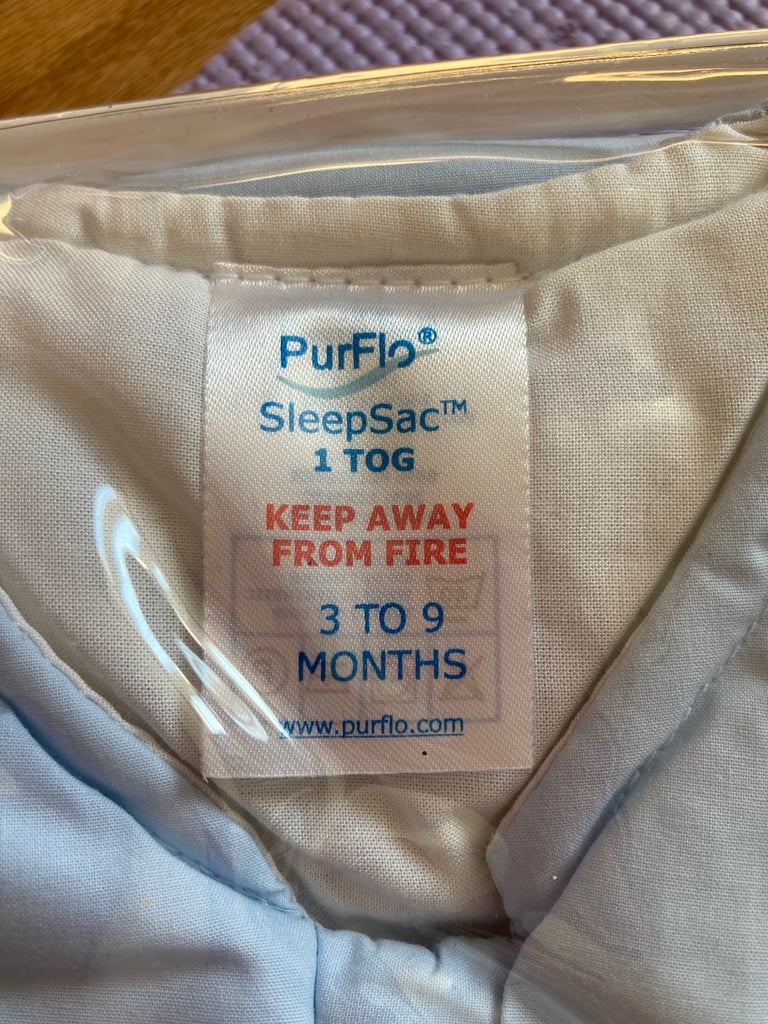 PurFlo®
SleepSac™
1 TOG
KEEP AWAY
FROM FIRE
3 TO 9
MONTHS
www.purflo.com